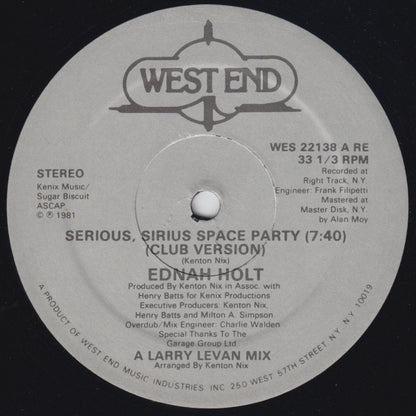 WEST END
WES 22138 A RE
33 1/3 RPM
Recorded at
Right Track, N.Y.
Engineer: Frank Filipetti
Mastered at
Master Disk, N.Y.
by Alan Moy
STEREO
Kenix Music/
Sugar Biscuit
ASCAP,
© ℗ 1981
SERIOUS, SIRIUS SPACE PARTY (7:40)
(CLUB VERSION)
(Kenton Nix)
EDNAH HOLT
Produced By Kenton Nix in Assoc. with
Henry Batts for Kenix Productions
Executive Producers: Kenton Nix,
Henry Batts and Milton A. Simpson
Overdub/Mix Engineer: Charlie Walden
Special Thanks To The
Garage Group Ltd
A LARRY LEVAN MIX
Arranged By Kenton Nix
A PRODUCT OF WEST END MUSIC INDUSTRIES, INC 250 WEST 57TH STREET N.Y. N.Y. 10019